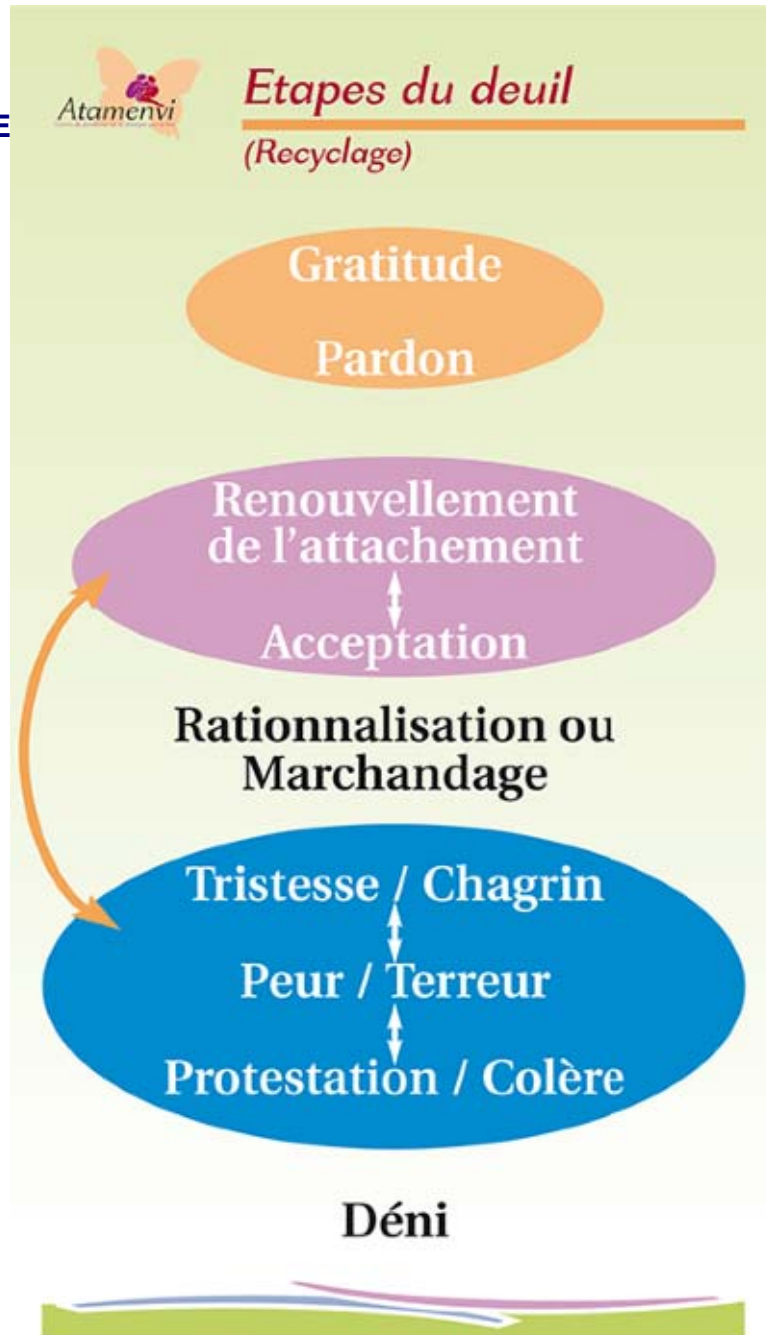 Atamenvi
Etapes du deuil
E
(Recyclage)
Gratitude
Pardon
Renouvellement
de l'attachement
Acceptation
Rationnalisation ou
Marchandage
Tristesse / Chagrin
Peur / Terreur
Protestation / Colère
Déni